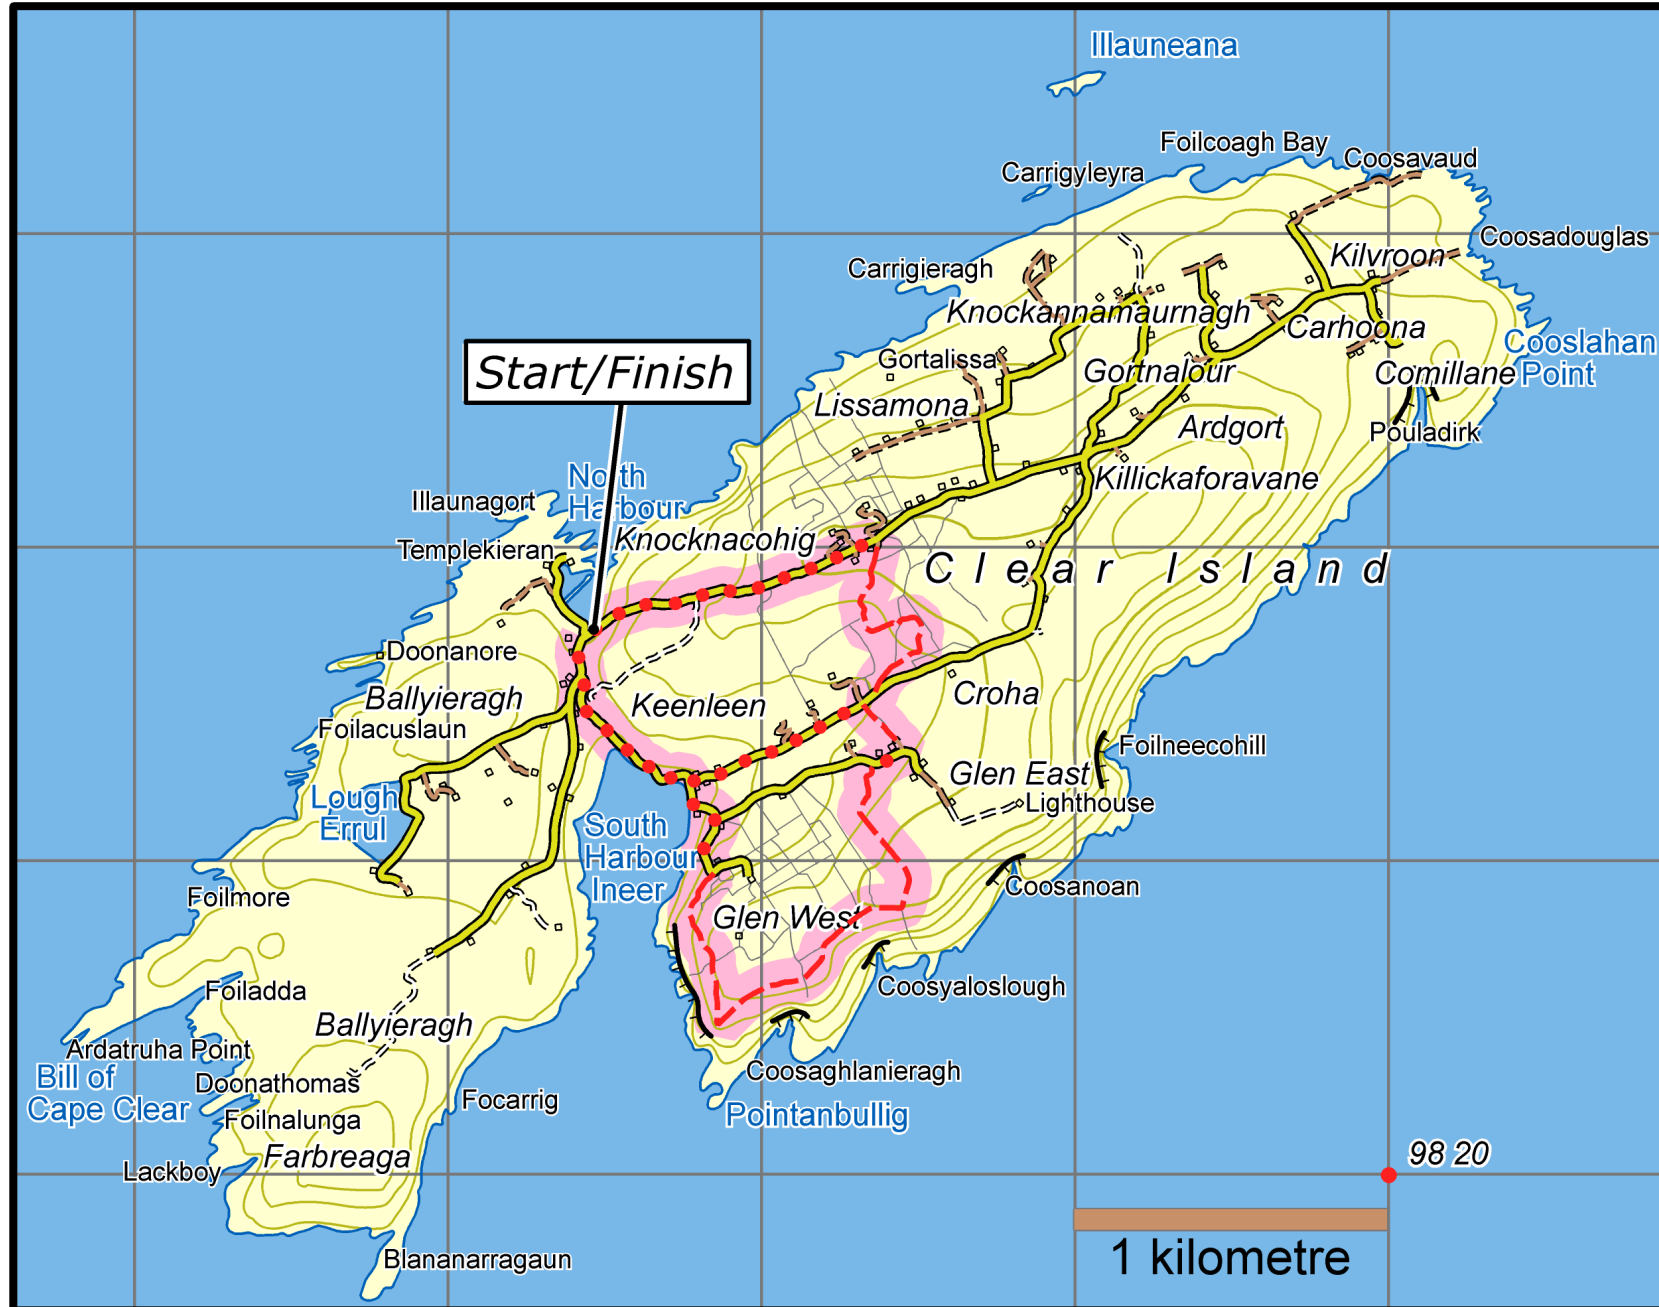 Illauneana
Foilcoagh Bay
Coosavaud
Carrigyleyra
Coosadouglas
Kilvroon
Carrigieragh
Knockannamaurnagh
Carhoona
Cooslahan
Point
Start/Finish
Gortalissa
Gortnalour
Comillane
Lissamona
Ardgort
Pouladirk
North
Harbour
Killickaforavane
Illaunagort
Knocknacohig
Templekieran
Clear Island
Doonanore
Ballyieragh
Keenleen
Croha
Foilacuslaun
Foilneecohill
Glen East
Lough
Errul
Lighthouse
South
Harbour
Ineer
Coosanoan
Foilmore
Glen West
Foiladda
Coosyaloslough
Ballyieragh
Ardatruha Point
Bill of
Cape Clear
Doonathomas
Coosaghlanieragh
Focarrig
Pointanbullig
Foilnalunga
Farbreaga
Lackboy
98 20
1 kilometre
Blananarragaun